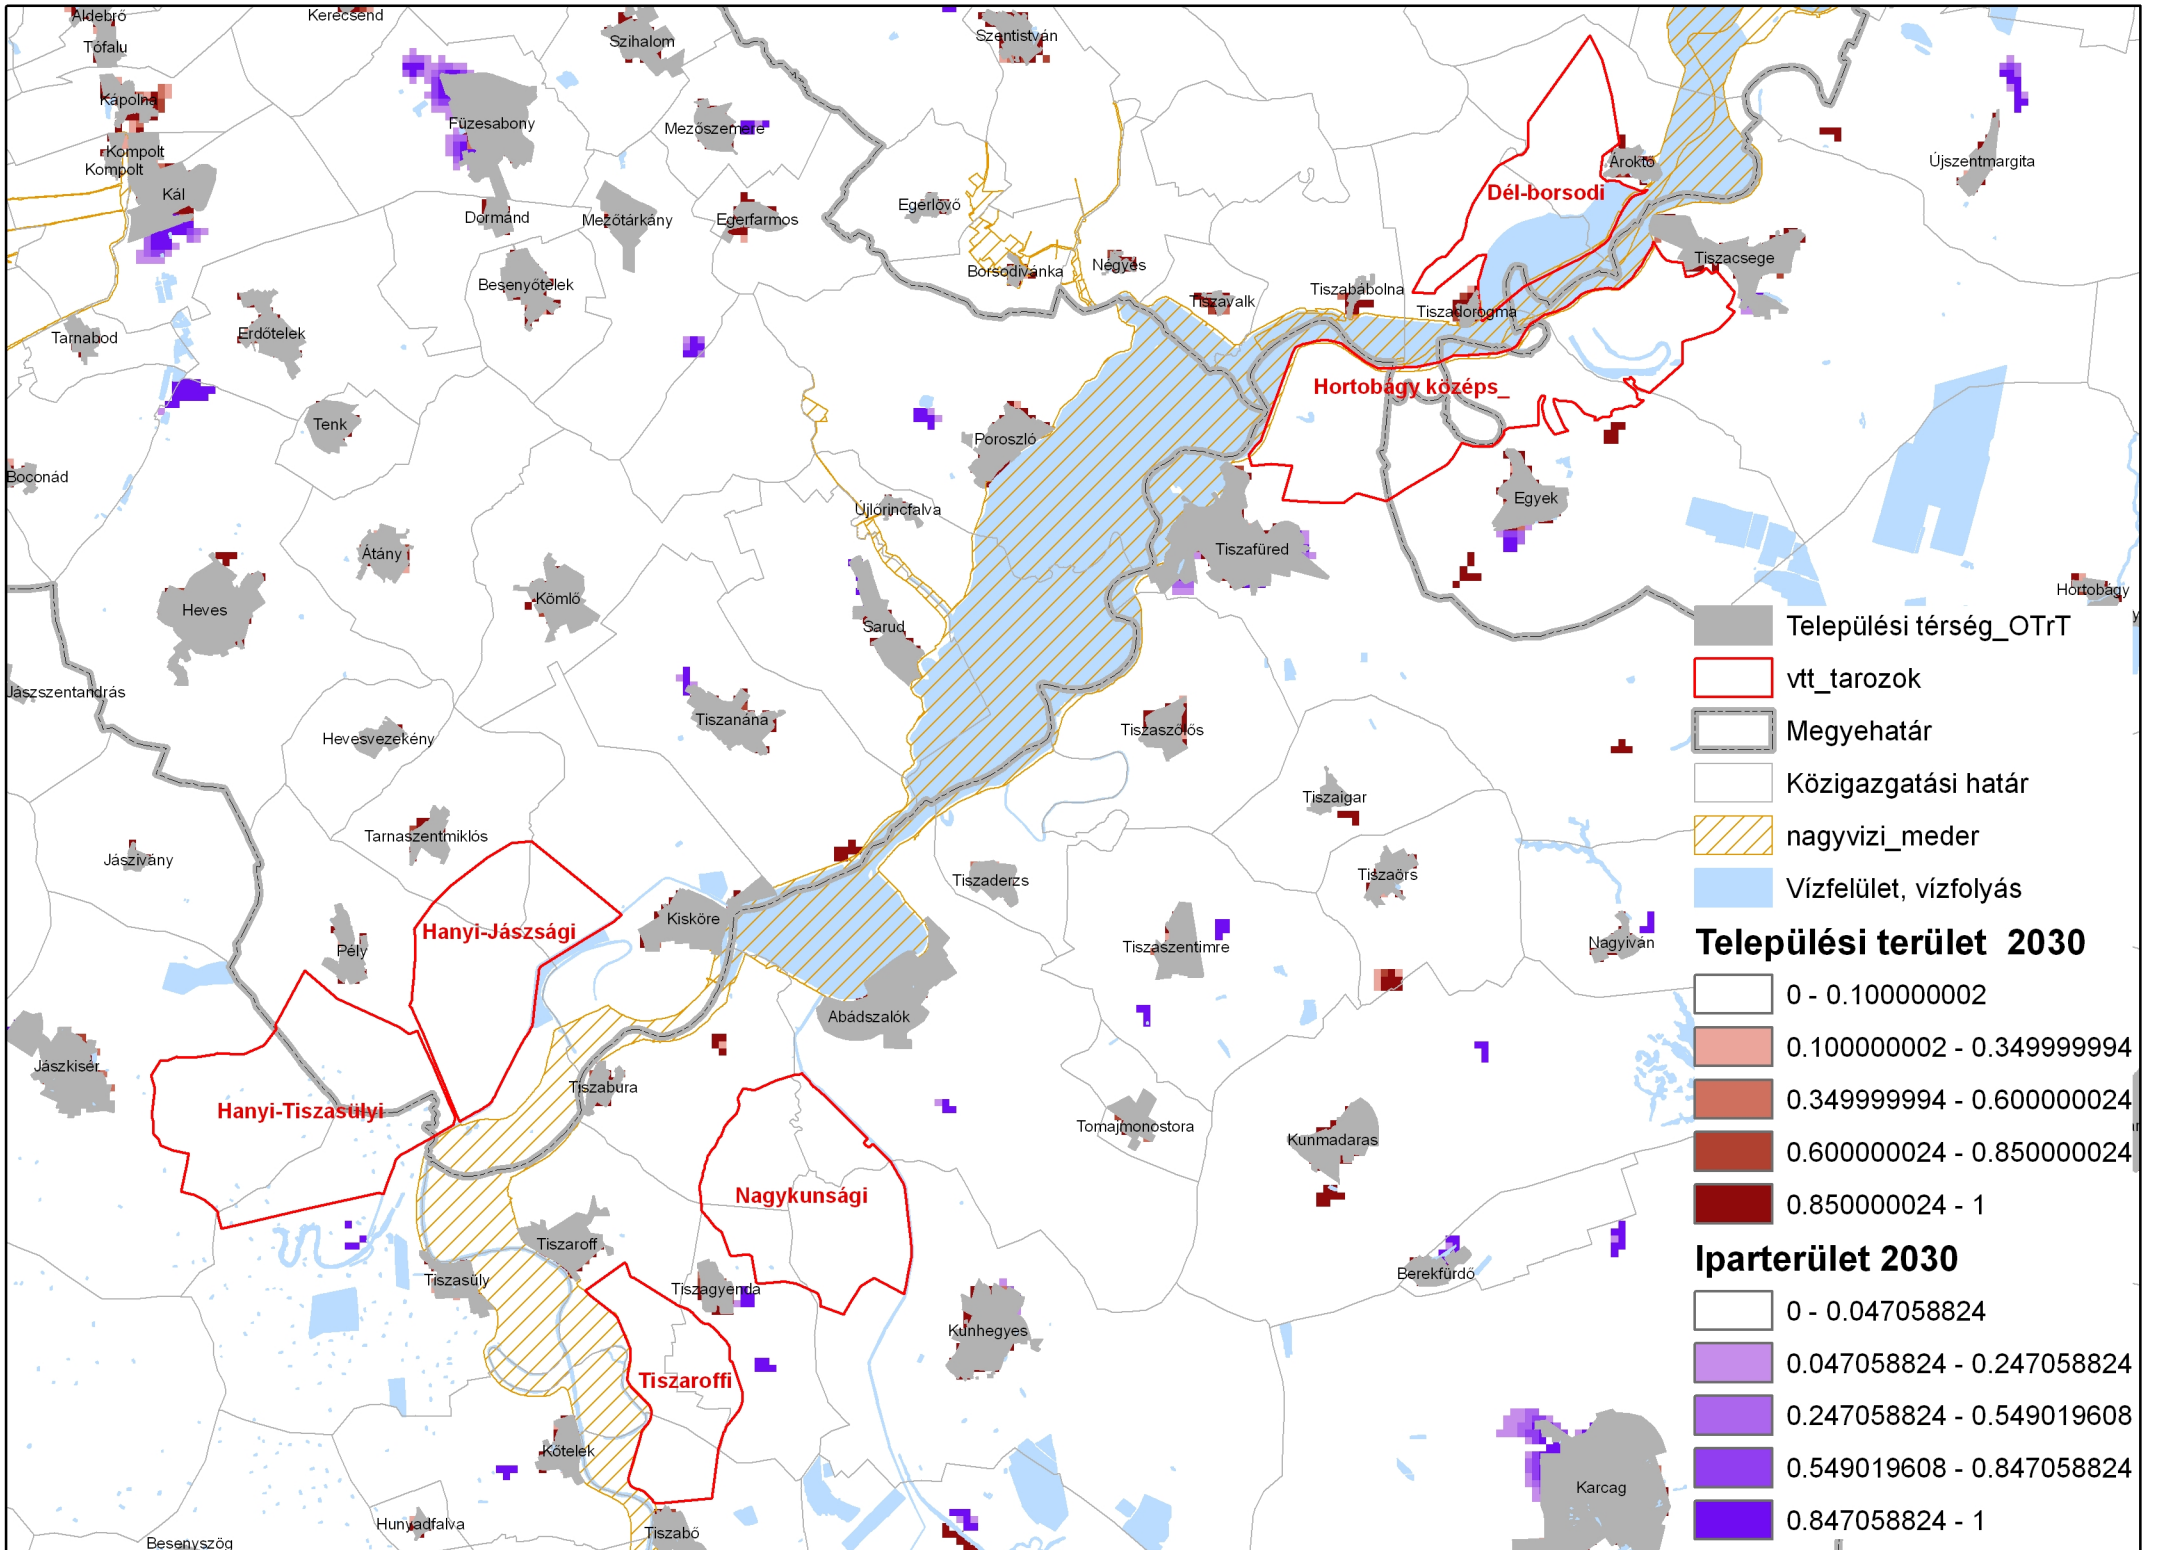 Aldebrő
Kerecsend
Szentistván
Szihalom
Tófalu
Kápolna
Füzesabony
Mezőszemere
Kompolt
Kompolt
Kál
Aroktő
Újszentmargita
Dél-borsodi
Dormánd
Mezőtárkány
Egerfarmos
Egerlövő
Borsodivánka
Négyes
Tiszacsege
Besenyőtelek
Tiszavalk
Tiszabábolna
Tiszadorogma
Tarnabod
Erdőtelek
Hortobágy középs_
Tenk
Poroszló
Boconád
Egyek
Újlőrincfalva
Átány
Tiszafüred
Heves
Kömlő
Hortobágy
Sarud
Települési térség_OTrT
Jászszentandrás
vtt_tarozok
Tiszanána
Tiszaszőlős
Megyehatár
Hevesvezekény
Közigazgatási határ
Tiszaigar
Tarnaszentmiklós
nagyvizi_meder
Jászivány
Tiszaderzs
Tiszaörs
Vízfelület, vízfolyás
Kisköre
Hanyi-Jászsági
Pély
Tiszaszentimre
Nagyiván
Települési terület 2030
0 - 0.100000002
Abádszalók
0.100000002 - 0.349999994
Jászkisér
Tiszabura
0.349999994 - 0.600000024
Hanyi-Tiszasülyi
Tomajmonostora
Kunmadaras
0.600000024 - 0.850000024
Nagykunsági
0.850000024 - 1
Tiszaroff
Iparterület 2030
Tiszasüly
Tiszagyenda
Berekfürdő
0 - 0.047058824
Kunhegyes
0.047058824 - 0.247058824
Tiszaroffi
0.247058824 - 0.549019608
Kőtelek
0.549019608 - 0.847058824
Karcag
Hunyadfalva
Tiszabő
0.847058824 - 1
Besenyszög